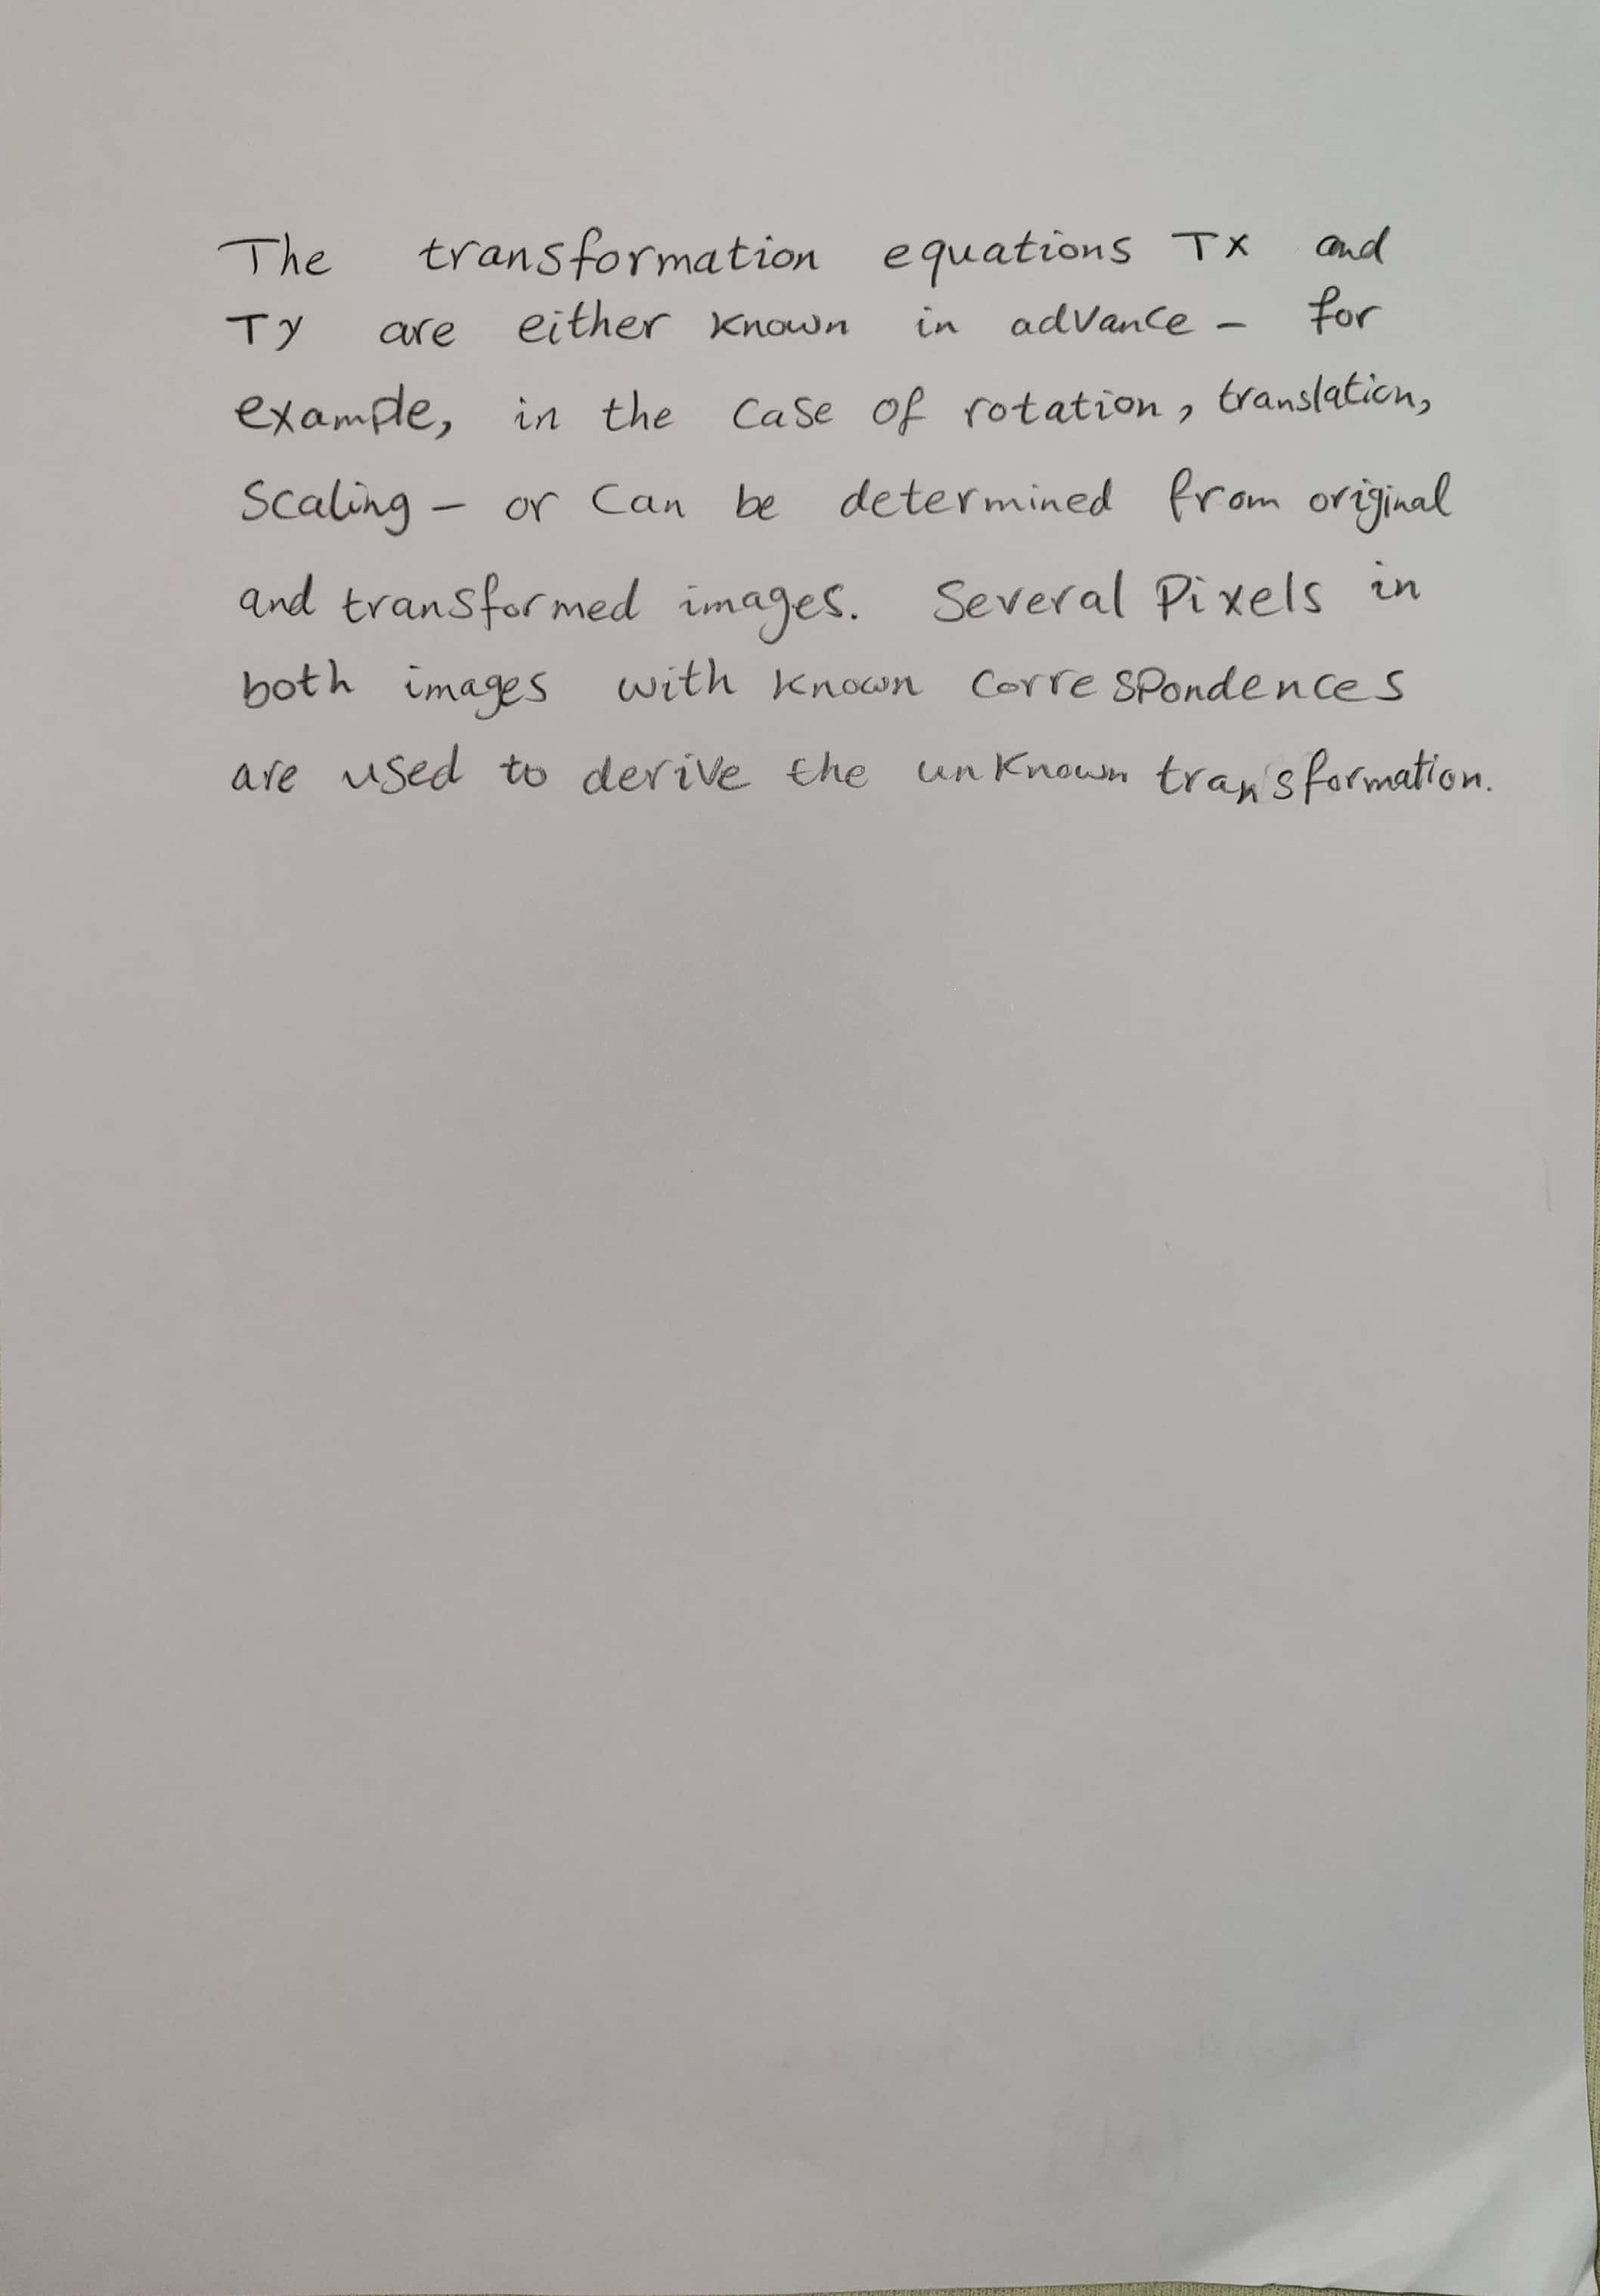 The transformation equations Tx and
Ty are either known in advance – for
example, in the case of rotation, translation,
Scaling – or can be determined from original
and transformed images. Several Pixels in
both images with known correspondences
are used to derive the unknown transformation.